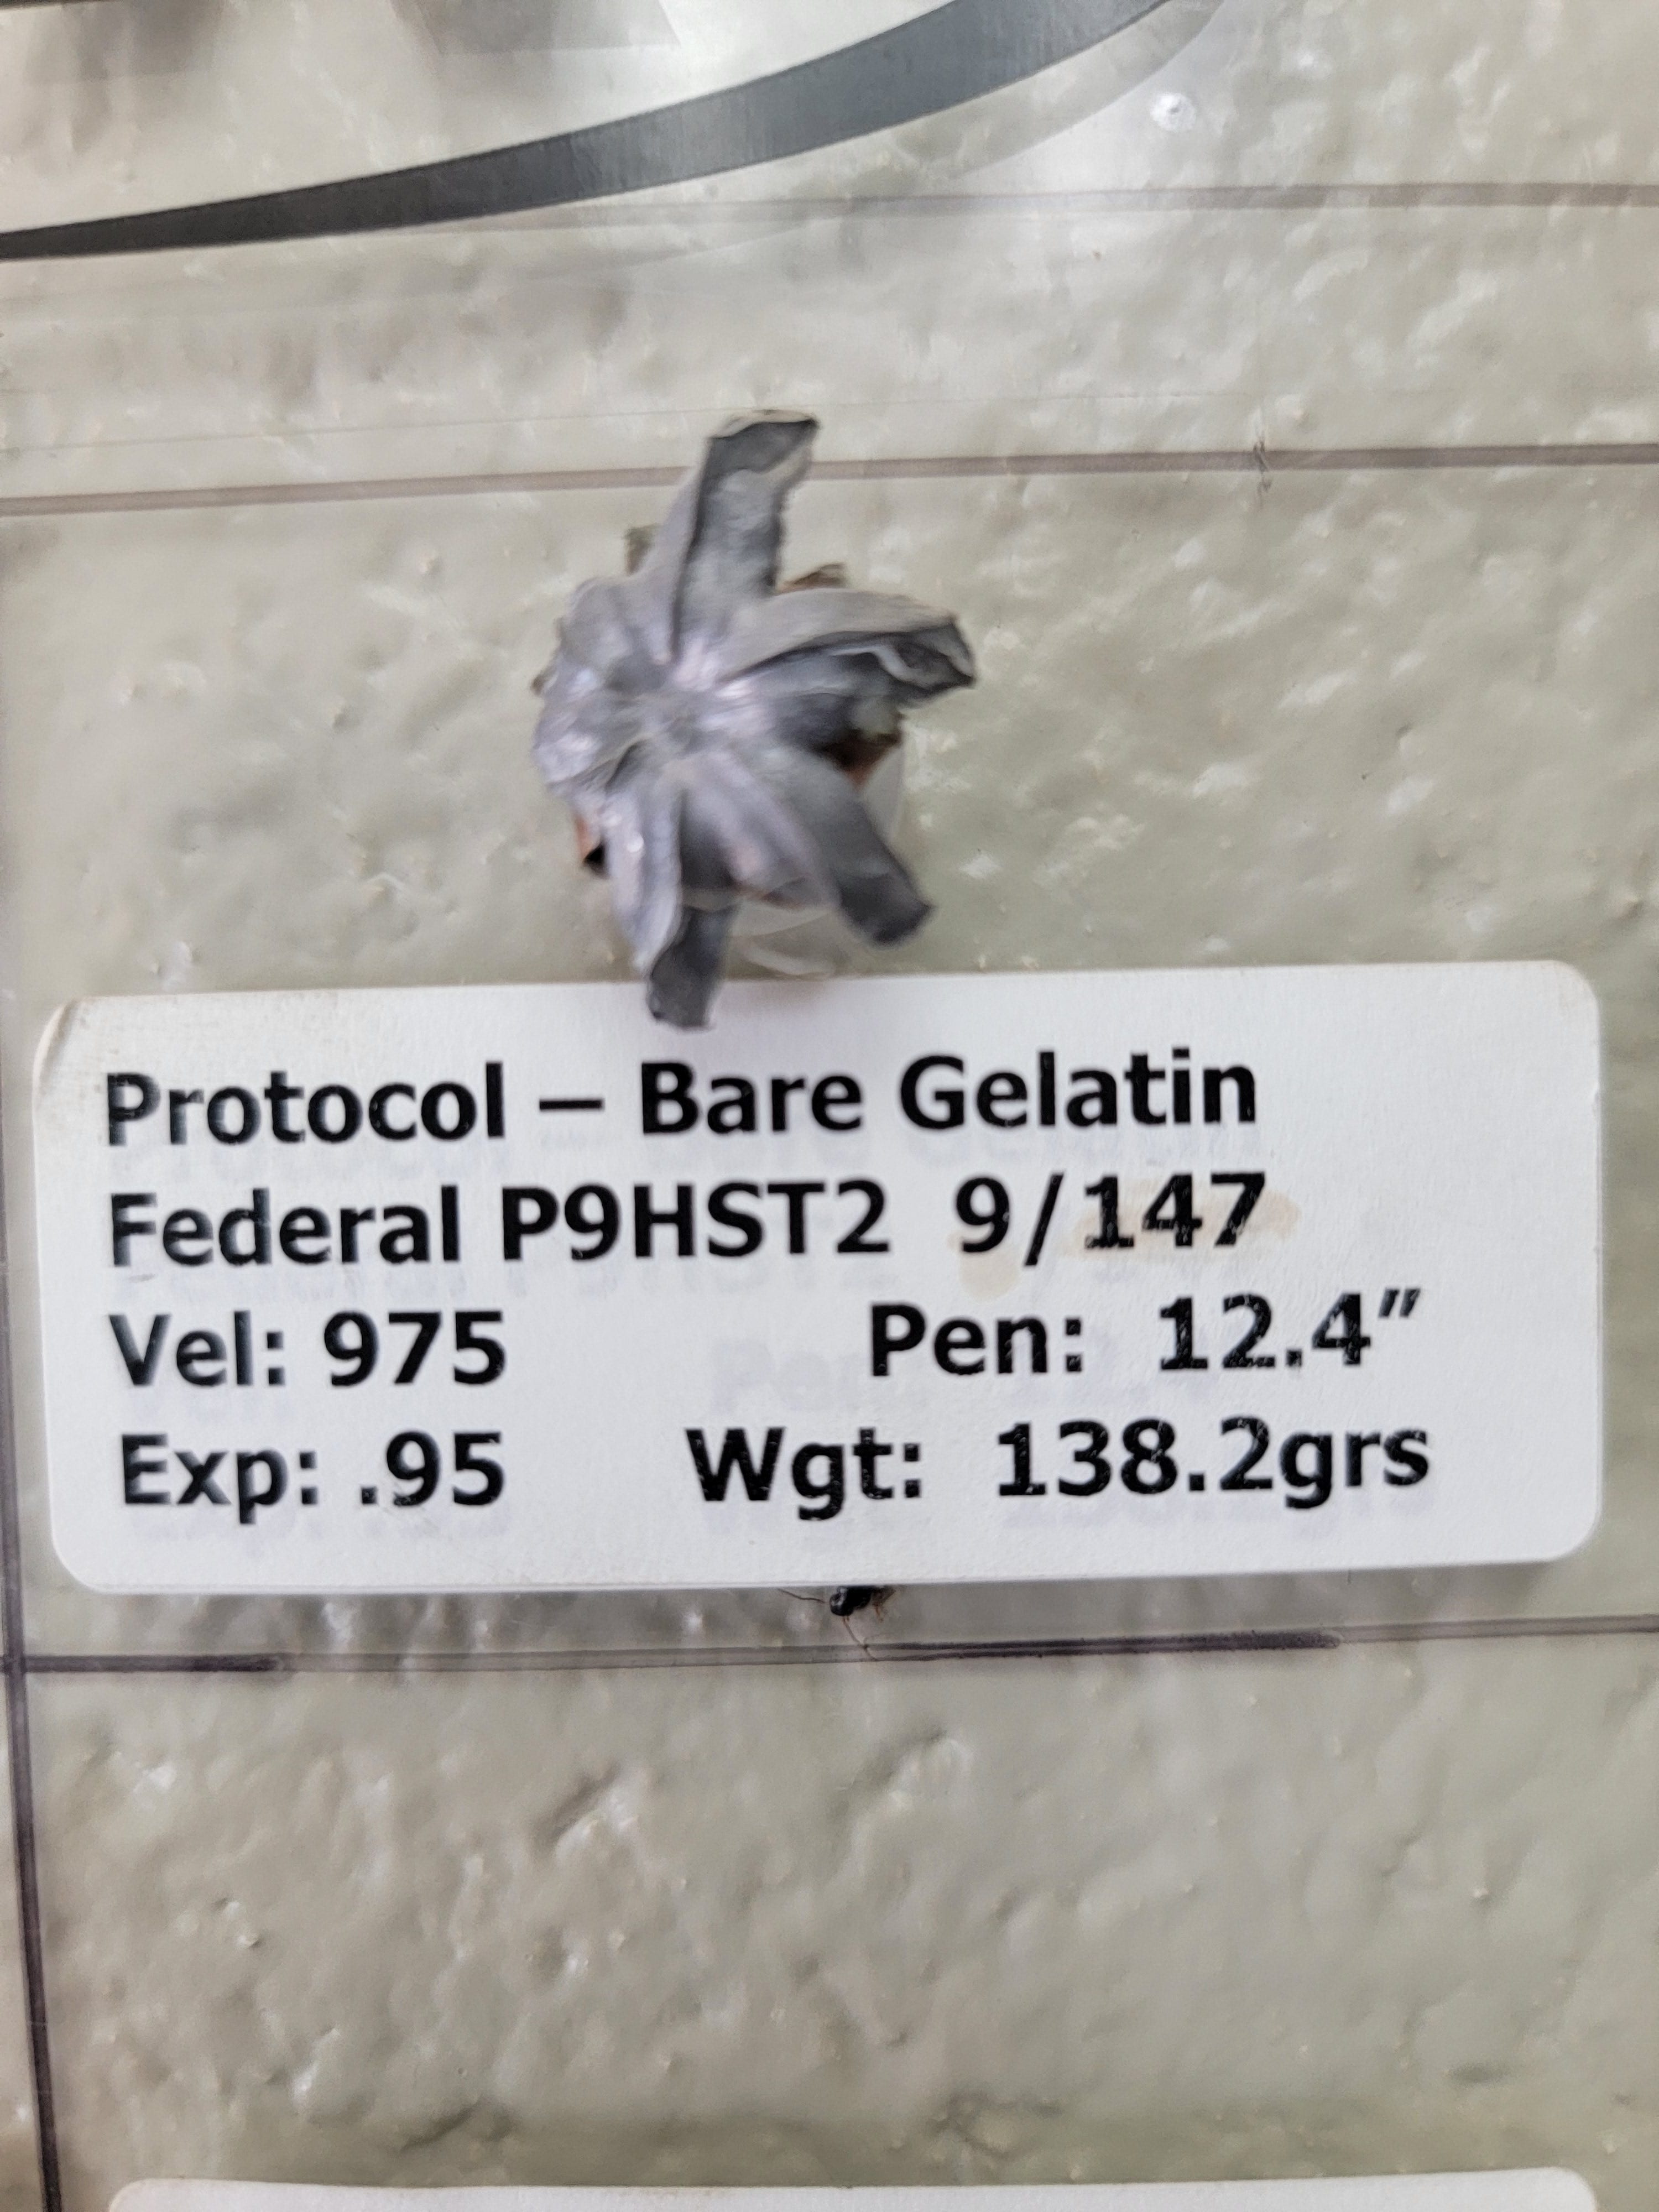 Protocol – Bare Gelatin
Federal P9HST2 9/147
Vel: 975 Pen: 12.4″
Exp: .95 Wgt: 138.2grs